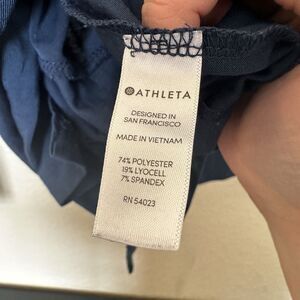 ATHLETA
DESIGNED IN
SAN FRANCISCO
MADE IN VIETNAM
74% POLYESTER
19% LYOCELL
7% SPANDEX
RN 54023